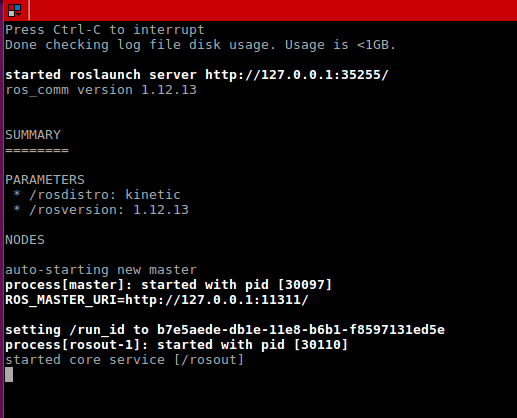 Press Ctrl-C to interrupt
Done checking log file disk usage. Usage is <1GB.
started roslaunch server http://127.0.0.1:35255/
ros_comm version 1.12.13
SUMMARY
========
PARAMETERS
 * /rosdistro: kinetic
 * /rosversion: 1.12.13
NODES
auto-starting new master
process[master]: started with pid [30097]
ROS_MASTER_URI=http://127.0.0.1:11311/
setting /run_id to b7e5aede-db1e-11e8-b6b1-f8597131ed5e
process[rosout-1]: started with pid [30110]
started core service [/rosout]